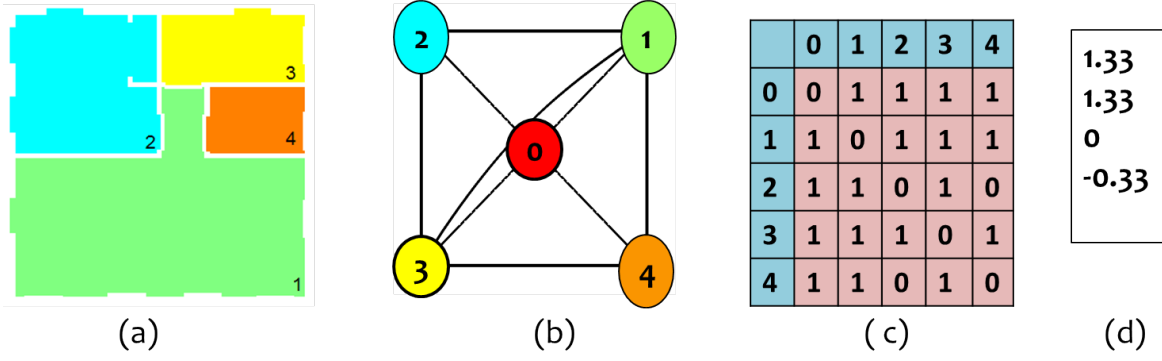 3
4
2
1
(a)
2
1
0
3
4
(b)
0 1 2 3 4
0 0 1 1 1 1
1 1 0 1 1 1
2 1 1 0 1 0
3 1 1 1 0 1
4 1 1 0 1 0
( c)
1.33
1.33
0
-0.33
(d)